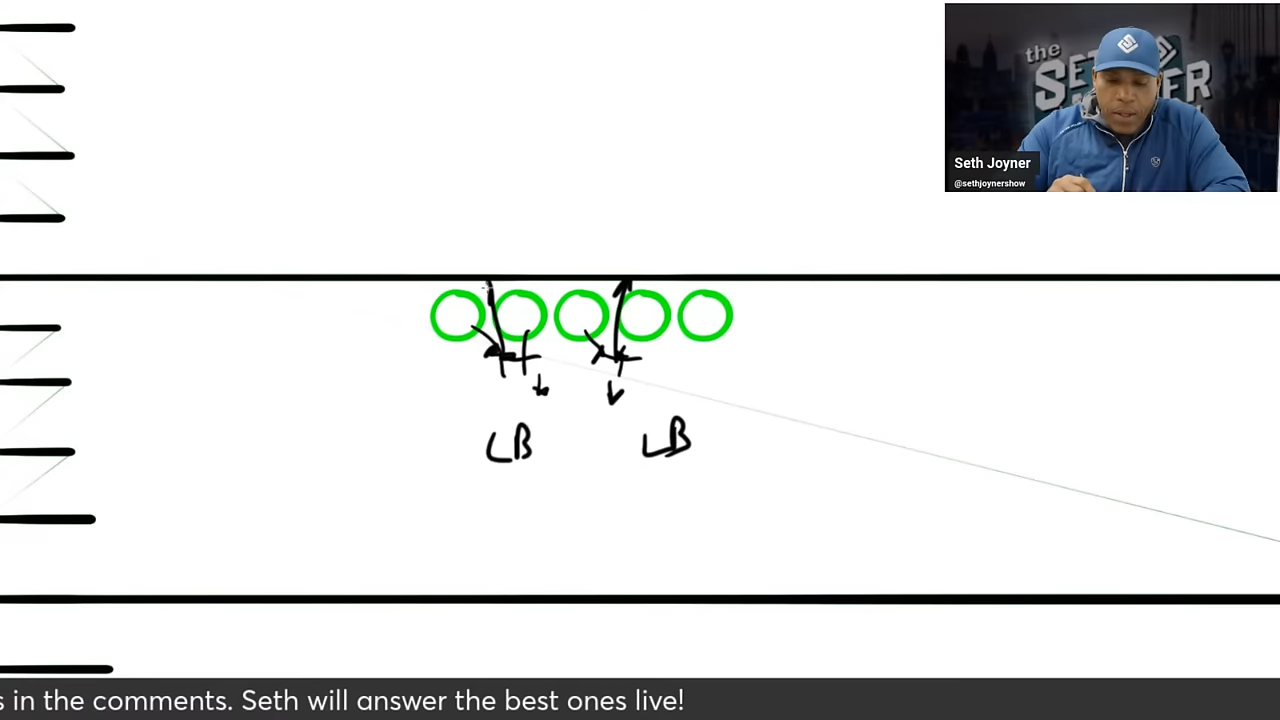 the
Seth Joyner
@sethjoynershow
LB LB
s in the comments. Seth will answer the best ones live!